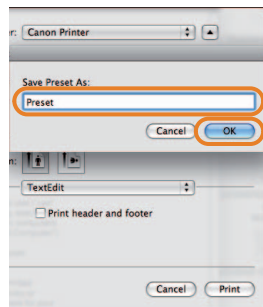 r: Canon Printer
Save Preset As:
Preset
Cancel OK
n:
TextEdit
Print header and footer
Cancel Print